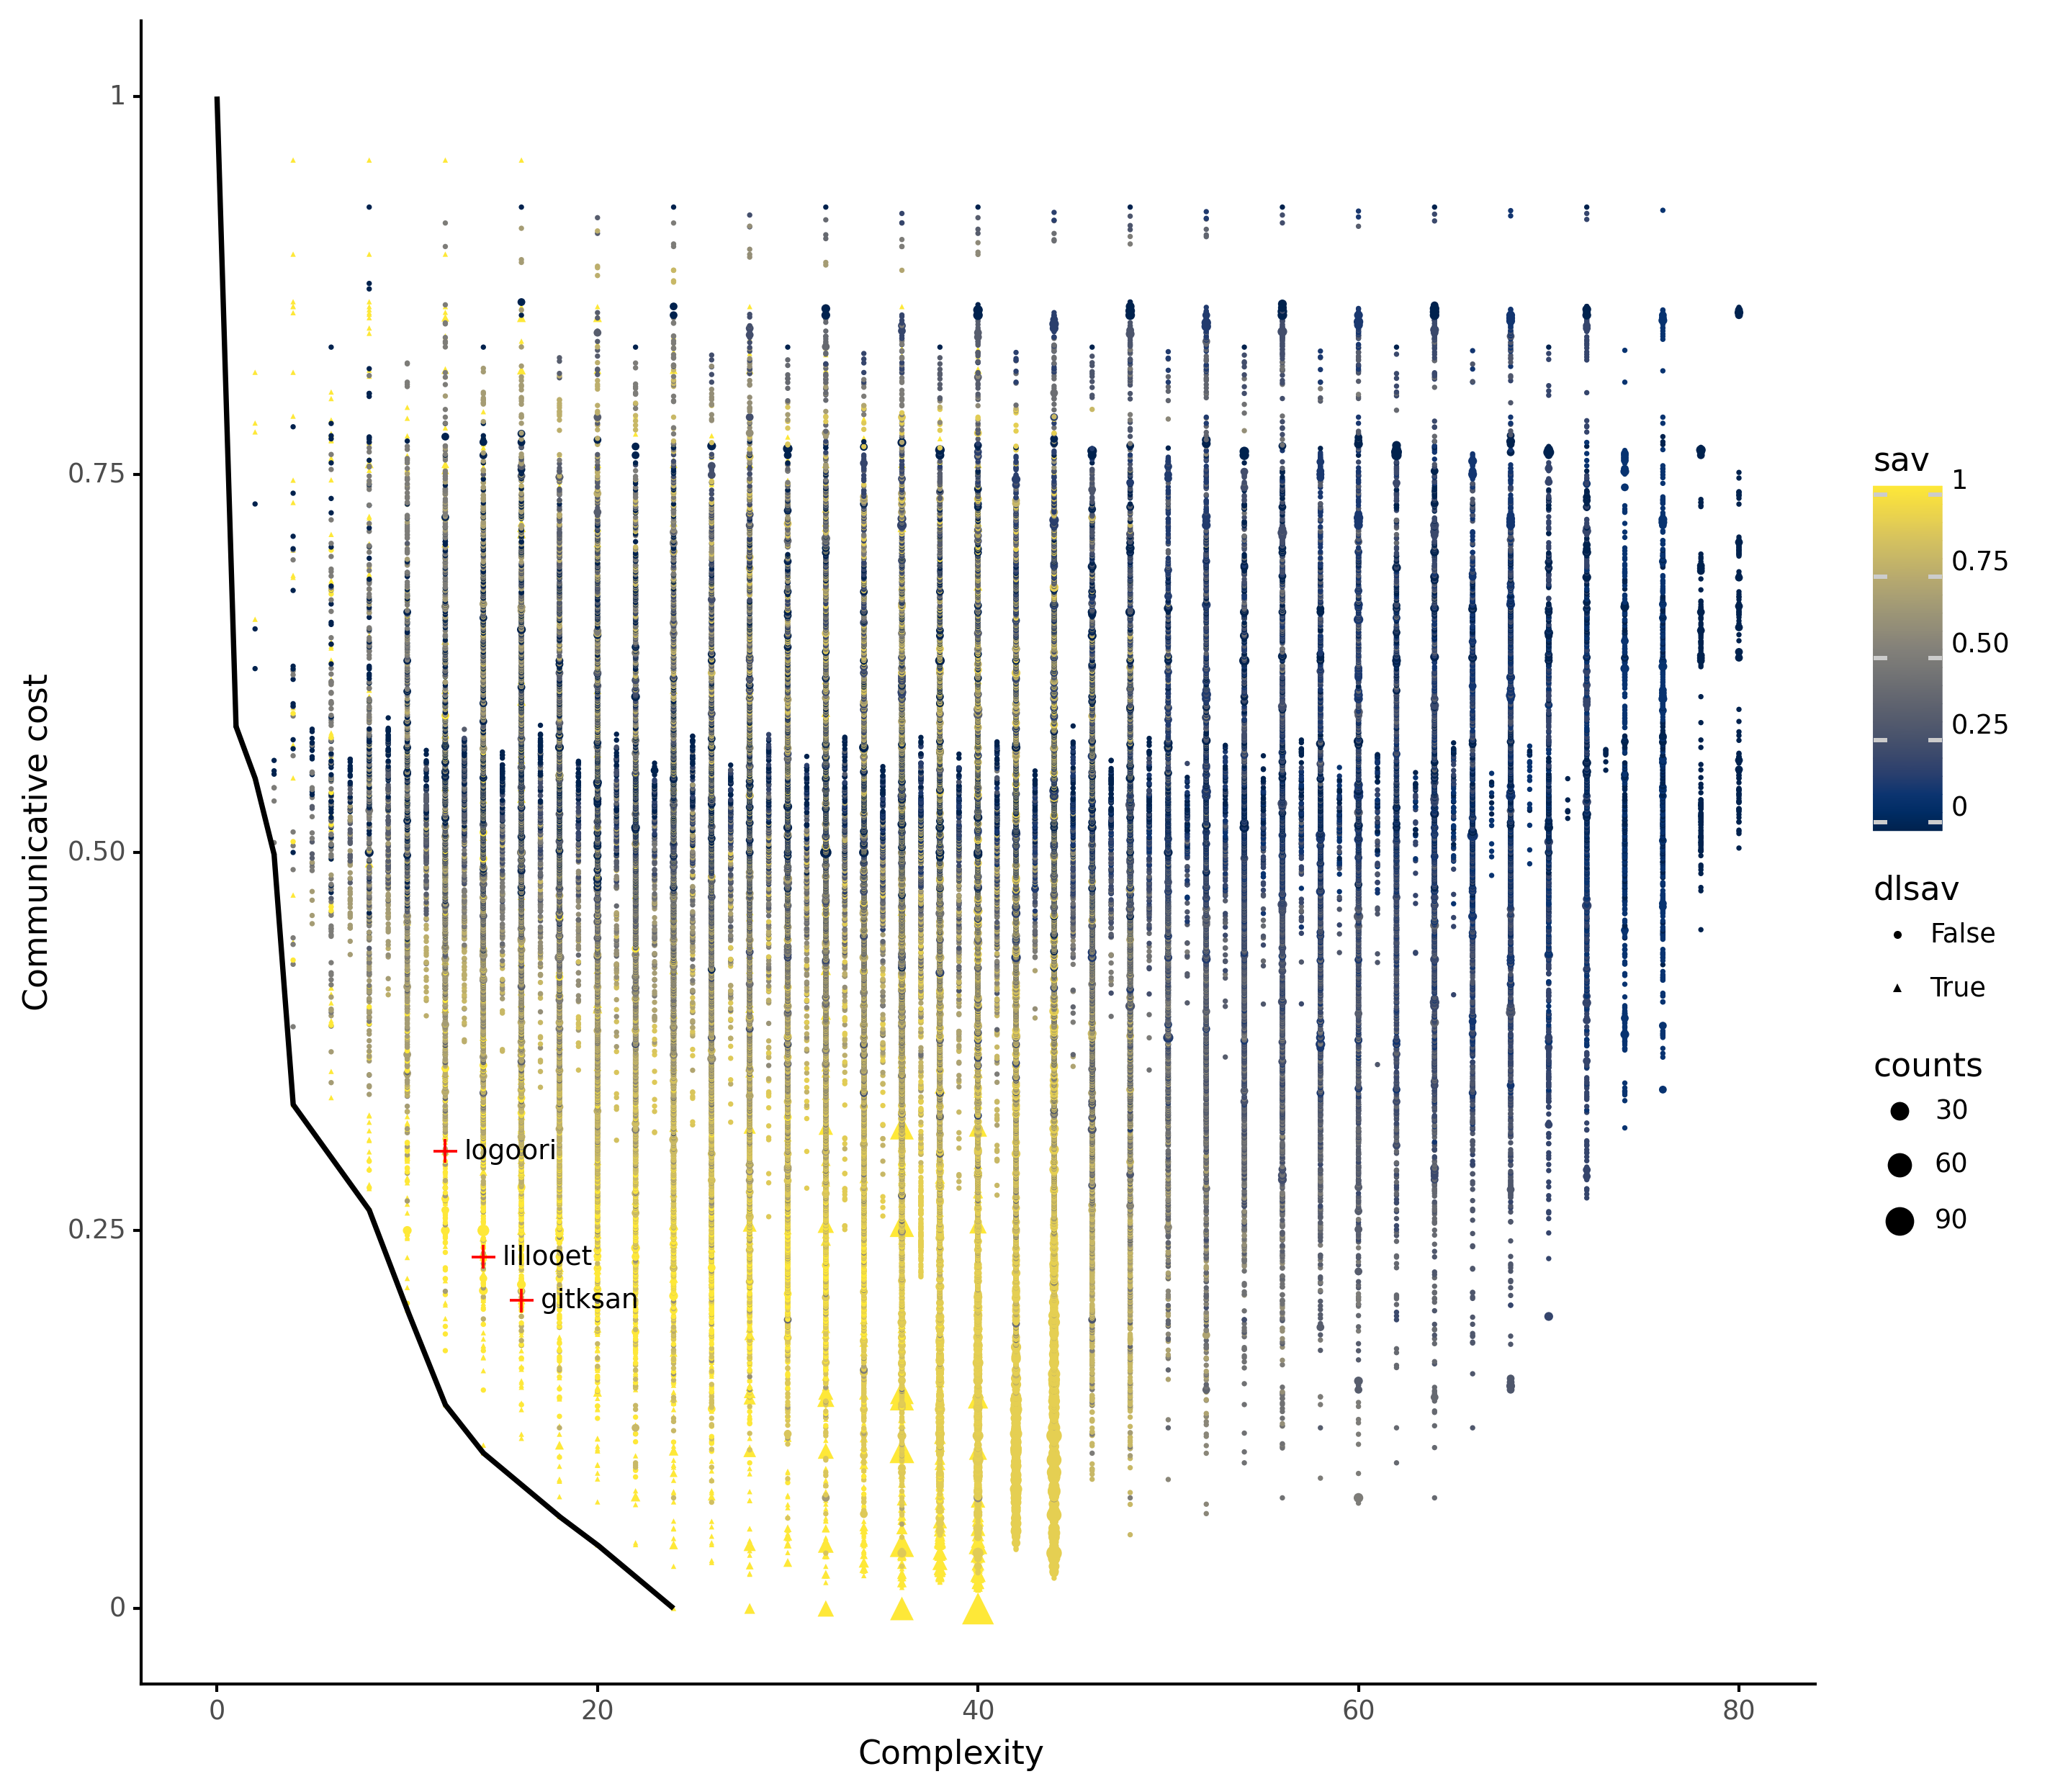 Communicative cost
1
0.75
0.50
0.25
0
logoori
lillooet
gitksan
0 20 40 60 80
Complexity
sav
1
0.75
0.50
0.25
0
dlsav
False
True
counts
30
60
90